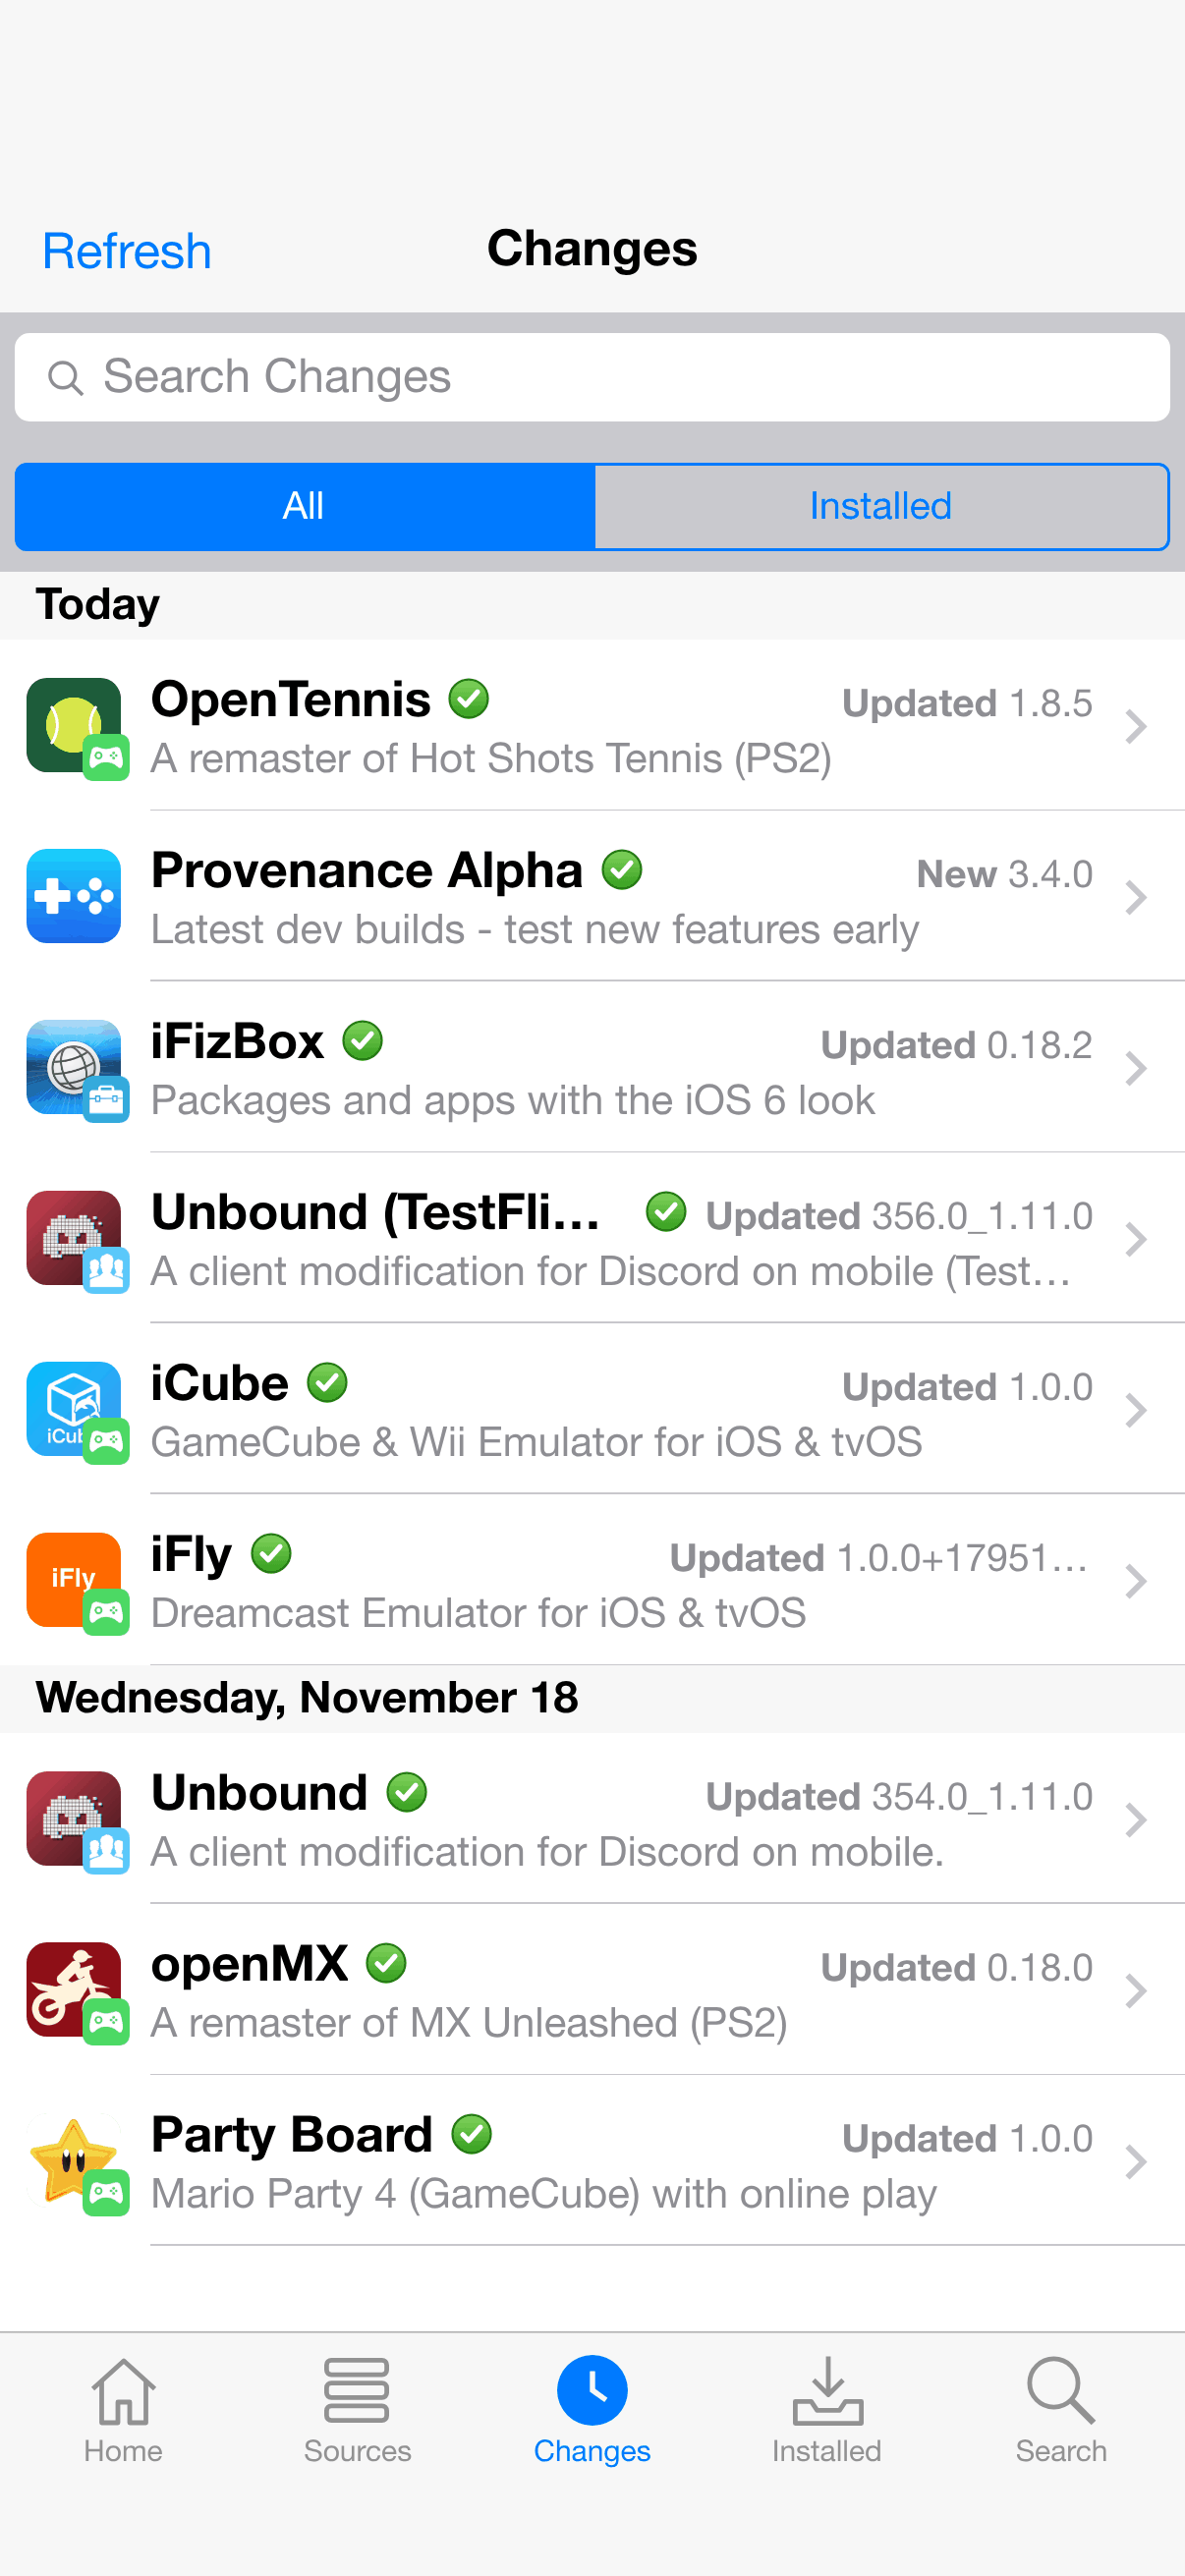 Refresh
Changes
Search Changes
All
Installed
Today
OpenTennis
Updated 1.8.5
A remaster of Hot Shots Tennis (PS2)
Provenance Alpha
New 3.4.0
Latest dev builds - test new features early
iFizBox
Updated 0.18.2
Packages and apps with the iOS 6 look
Unbound (TestFli...
Updated 356.0_1.11.0
A client modification for Discord on mobile (Test...
iCube
Updated 1.0.0
iCub
GameCube & Wii Emulator for iOS & tvOS
iFly
Updated 1.0.0+17951...
iFly
Dreamcast Emulator for iOS & tvOS
Wednesday, November 18
Unbound
Updated 354.0_1.11.0
A client modification for Discord on mobile.
openMX
Updated 0.18.0
A remaster of MX Unleashed (PS2)
Party Board
Updated 1.0.0
Mario Party 4 (GameCube) with online play
Home
Sources
Changes
Installed
Search